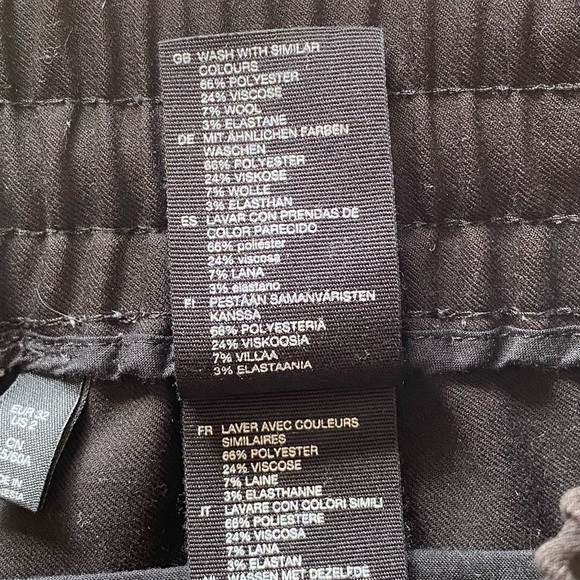 GB WASH WITH SIMILAR
COLOURS
66% POLYESTER
24% VISCOSE
7% WOOL
3% ELASTANE
DE MIT ÄHNLICHEN FARBEN
WASCHEN
66% POLYESTER
24% VISKOSE
7% WOLLE
3% ELASTHAN
ES LAVAR CON PRENDAS DE
COLOR PARECIDO
66% poliéster
24% viscosa
7% LANA
3% elastano
FI PESTÄÄN SAMANVÄRISTEN
KANSSA
66% POLYESTERIÄ
24% VISKOOSIA
7% VILLAA
3% ELASTAANIA
FR LAVER AVEC COULEURS
SIMILAIRES
66% POLYESTER
24% VISCOSE
7% LAINE
3% ELASTHANNE
IT LAVARE CON COLORI SIMILI
66% POLIESTERE
24% VISCOSA
7% LANA
3% ELASTAN
WASSEN MET DEZELFDE
EUR 32
US 2
CN